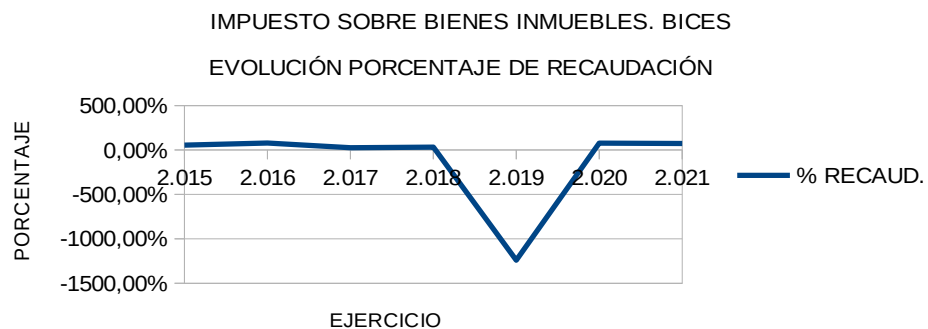 IMPUESTO SOBRE BIENES INMUEBLES. BICES
EVOLUCIÓN PORCENTAJE DE RECAUDACIÓN
PORCENTAJE
500,00%
0,00%
-500,00%
-1000,00%
-1500,00%
2.015 2.016 2.017 2.018 2.019 2.020 2.021
% RECAUD.
EJERCICIO